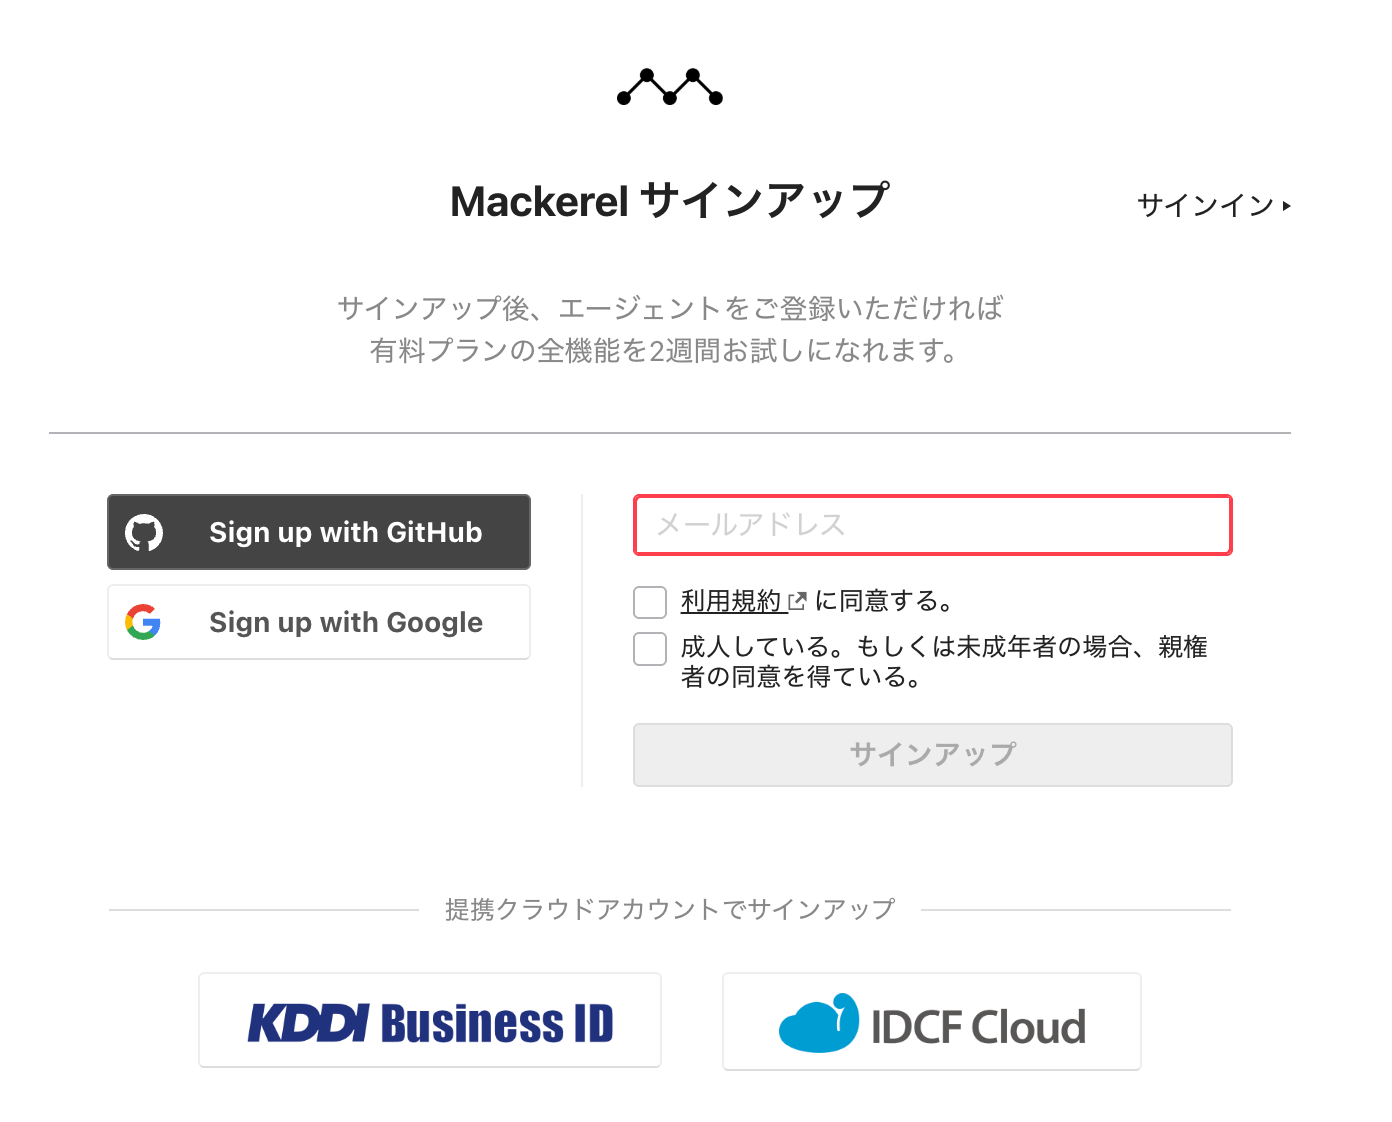 Mackerel サインアップ
サインイン
サインアップ後、エージェントをご登録いただければ
有料プランの全機能を2週間お試しになれます。
Sign up with GitHub
Sign up with Google
メールアドレス
利用規約 に同意する。
成人している。もしくは未成年者の場合、親権
者の同意を得ている。
サインアップ
提携クラウドアカウントでサインアップ
KDDI Business ID
IDCF Cloud